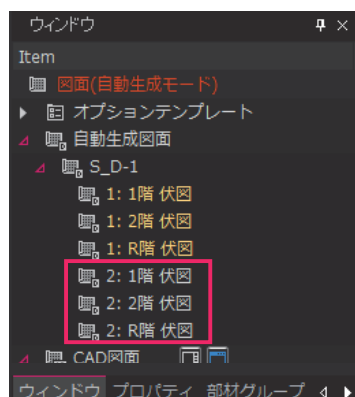 ウィンドウ
Item
図面(自動生成モード)
オプションテンプレート
自動生成図面
S_D-1
1: 1階 伏図
1: 2階 伏図
1: R階 伏図
2: 1階 伏図
2: 2階 伏図
2: R階 伏図
CAD図面
ウィンドウ プロパティ 部材グループ